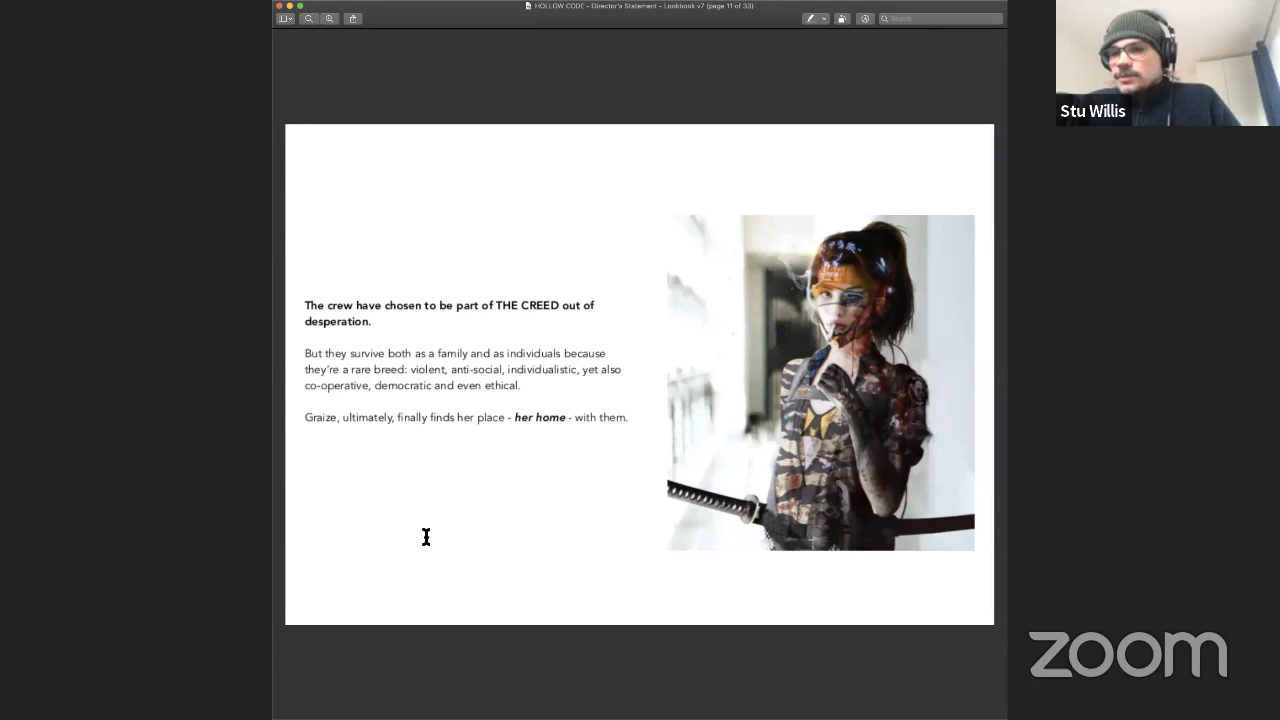 HOLLOW CODE - Director's Statement - Lookbook v7 (page 11 of 33)
Search
Stu Willis
The crew have chosen to be part of THE CREED out of
desperation.
But they survive both as a family and as individuals because
they're a rare breed: violent, anti-social, individualistic, yet also
co-operative, democratic and even ethical.
Graize, ultimately, finally finds her place - her home - with them.
zoom